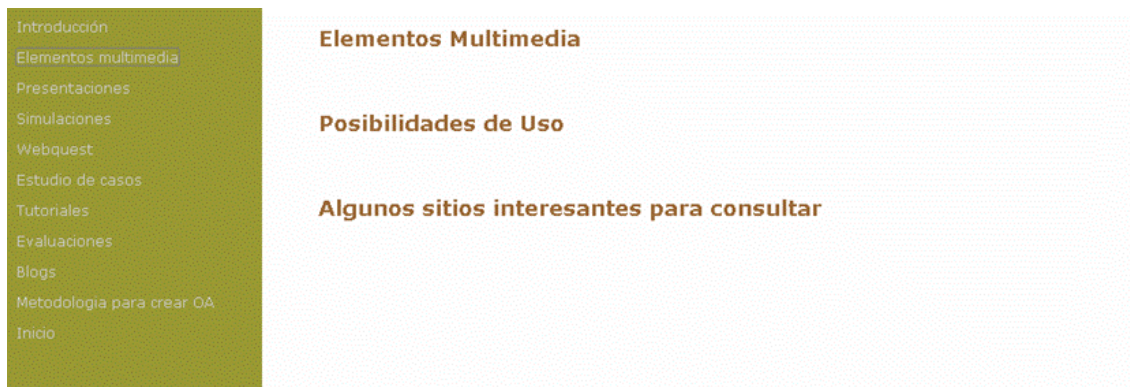 Introducción
Elementos multimedia
Presentaciones
Simulaciones
Webquest
Estudio de casos
Tutoriales
Evaluaciones
Blogs
Metodologia para crear OA
Inicio
Elementos Multimedia
Posibilidades de Uso
Algunos sitios interesantes para consultar